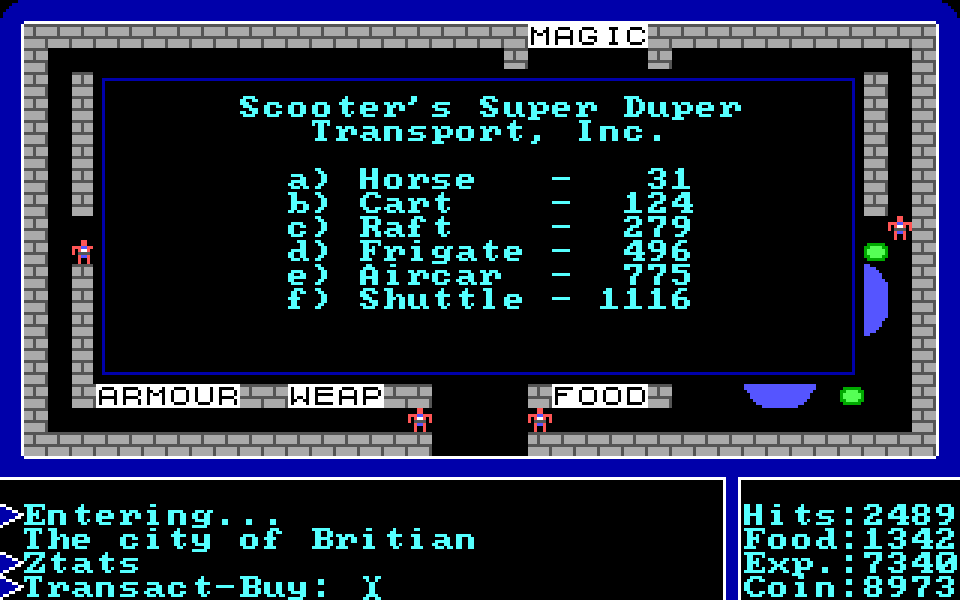 MAGIC
Scooter's Super Duper
Transport, Inc.
a) Horse - 31
b) Cart - 124
c) Raft - 279
d) Frigate - 496
e) Aircar - 775
f) Shuttle - 1116
ARMOUR WEAP FOOD
Entering...
The city of Britian
Ztats
Transact-Buy:
Hits:2489
Food:1342
Exp.:7340
Coin:8973